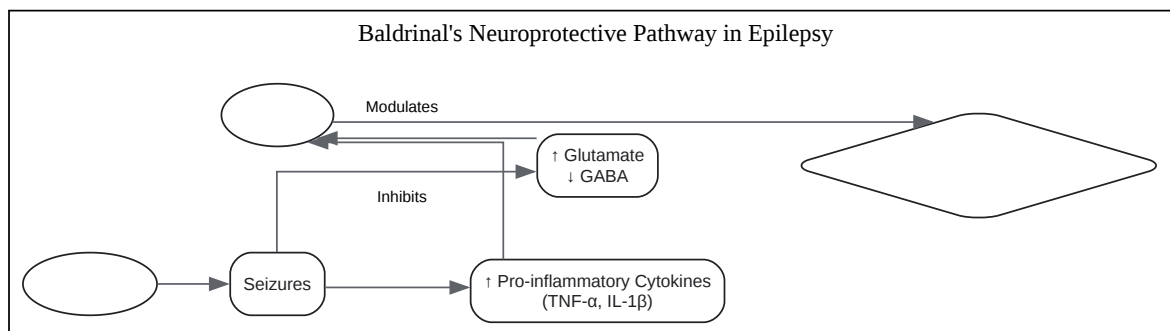 Baldrinal's Neuroprotective Pathway in Epilepsy
Modulates
↑ Glutamate
↓ GABA
Inhibits
Seizures
↑ Pro-inflammatory Cytokines
(TNF-α, IL-1β)